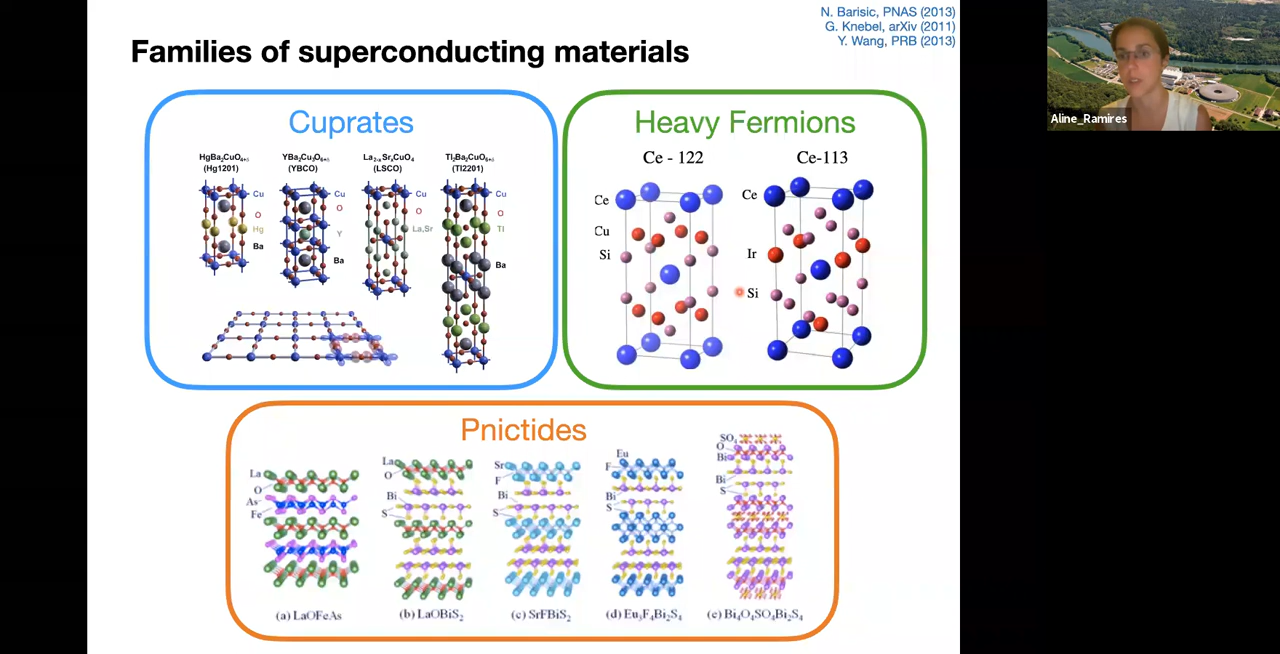 N. Barisic, PNAS (2013)
G. Knebel, arXiv (2011)
Y. Wang, PRB (2013)
Families of superconducting materials
Aline_Ramires
Cuprates
HgBa₂CuO₄₊δ
(Hg1201)
YBa₂Cu₃O₆₊δ
(YBCO)
La₂₋ₓSrₓCuO₄
(LSCO)
Tl₂Ba₂CuO₆₊δ
(Tl2201)
Cu
O
Hg
Ba
Cu
O
Y
Ba
Cu
O
La,Sr
Cu
O
Tl
Ba
Heavy Fermions
Ce - 122
Ce-113
Ce
Cu
Si
Ce
Ir
Si
Pnictides
La
O
As
Fe
La
O
Bi
S
Sr
F
Bi
S
Eu
F
Bi
S
SO₄
O
Bi
Bi
S
(a) LaOFeAs
(b) LaOBiS₂
(c) SrFBiS₂
(d) Eu₃F₄Bi₂S₄
(e) Bi₄O₄SO₄Bi₂S₄